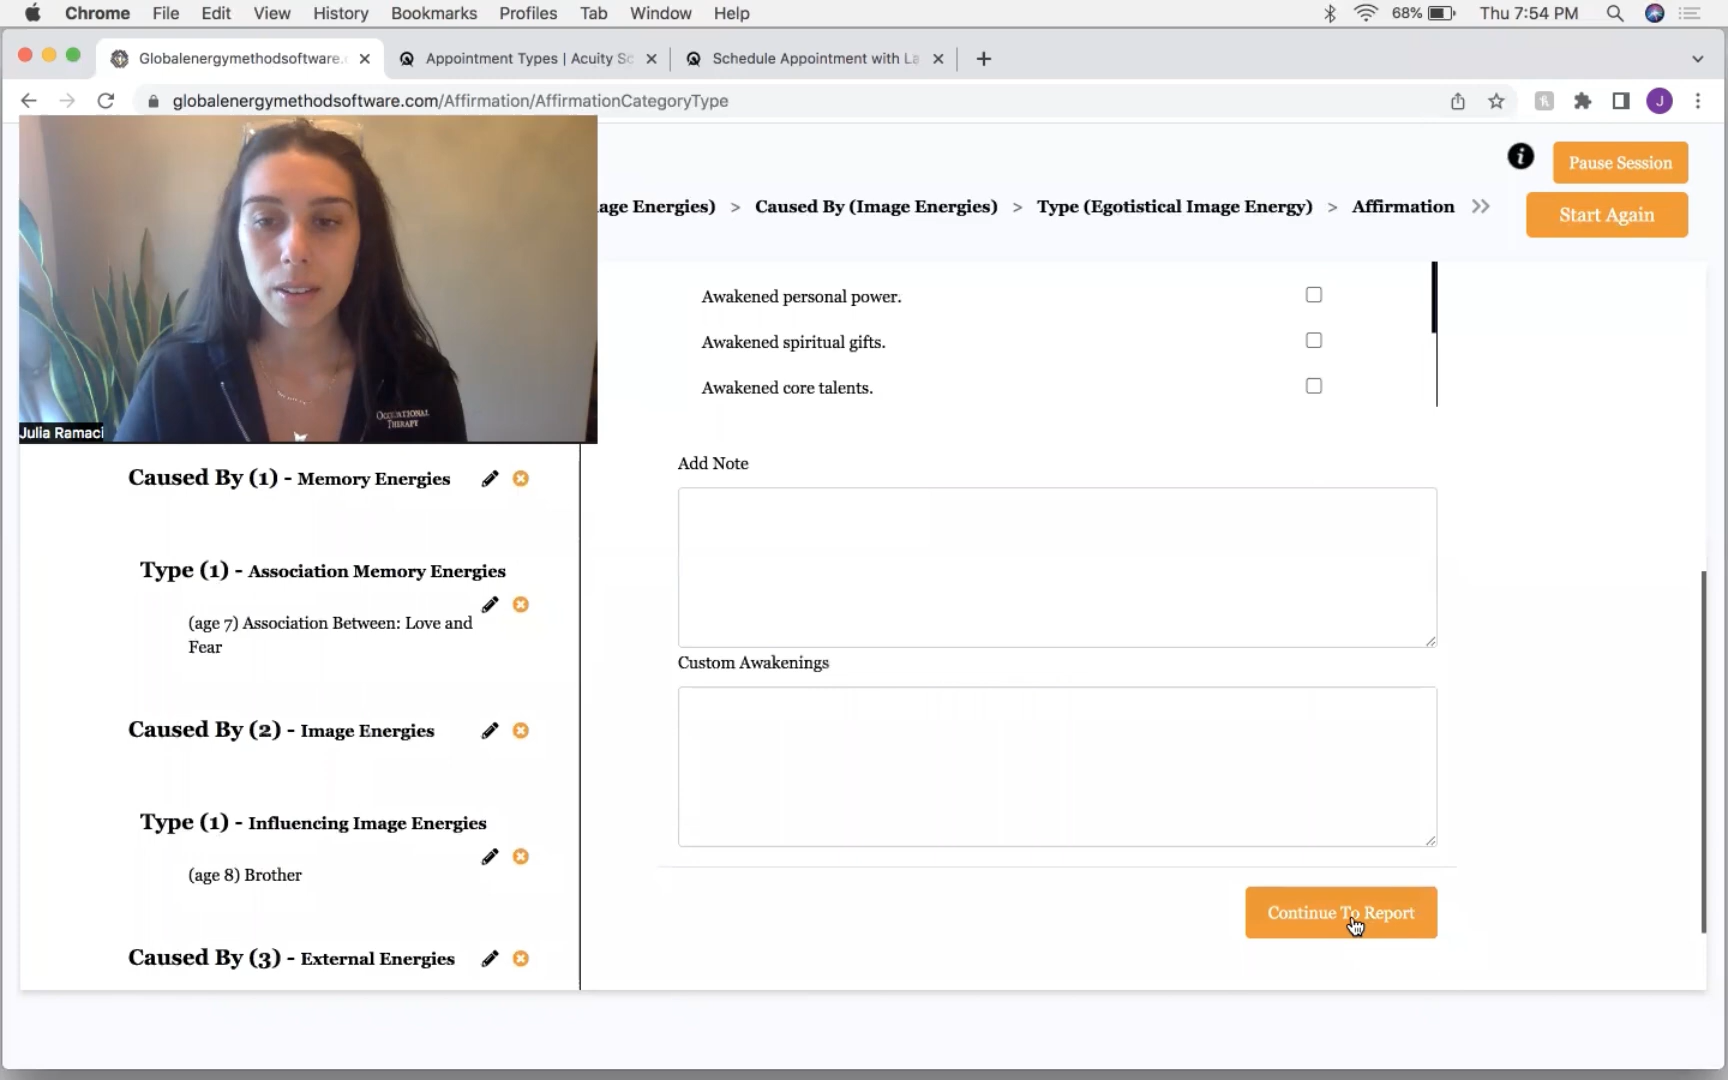 Chrome File Edit View History Bookmarks Profiles Tab Window Help 68% Thu 7:54 PM
Globalenergymethodsoftware.c Appointment Types | Acuity Sc Schedule Appointment with La
globalenergymethodsoftware.com/Affirmation/AffirmationCategoryType J
Pause Session
age Energies) > Caused By (Image Energies) > Type (Egotistical Image Energy) > Affirmation >>
Start Again
Awakened personal power.
Awakened spiritual gifts.
Awakened core talents.
OCCUPATIONAL
THERAPY
Julia Ramaci
Add Note
Caused By (1) - Memory Energies
Type (1) - Association Memory Energies
(age 7) Association Between: Love and
Fear
Custom Awakenings
Caused By (2) - Image Energies
Type (1) - Influencing Image Energies
(age 8) Brother
Continue To Report
Caused By (3) - External Energies